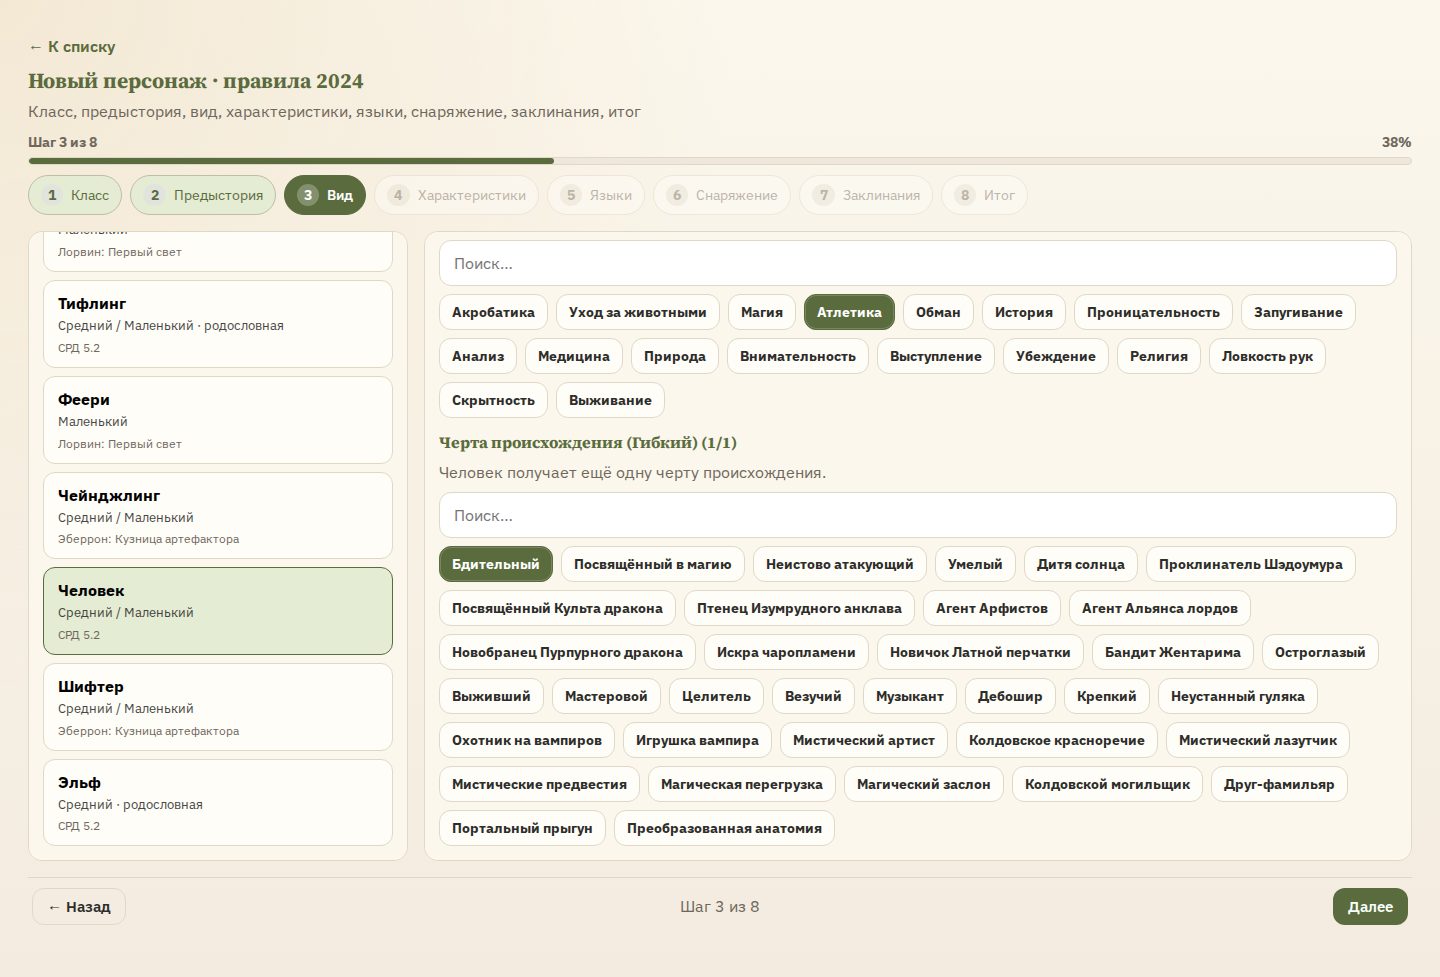 ← К списку
Новый персонаж · правила 2024
Класс, предыстория, вид, характеристики, языки, снаряжение, заклинания, итог
Шаг 3 из 8
38%
1 Класс
2 Предыстория
3 Вид
4 Характеристики
5 Языки
6 Снаряжение
7 Заклинания
8 Итог
Маленький
Лорвин: Первый свет
Тифлинг
Средний / Маленький · родословная
СРД 5.2
Феери
Маленький
Лорвин: Первый свет
Чейнджлинг
Средний / Маленький
Эберрон: Кузница артефактора
Человек
Средний / Маленький
СРД 5.2
Шифтер
Средний / Маленький
Эберрон: Кузница артефактора
Эльф
Средний · родословная
СРД 5.2
Поиск...
Акробатика Уход за животными Магия Атлетика Обман История Проницательность Запугивание
Анализ Медицина Природа Внимательность Выступление Убеждение Религия Ловкость рук
Скрытность Выживание
Черта происхождения (Гибкий) (1/1)
Человек получает ещё одну черту происхождения.
Поиск...
Бдительный Посвящённый в магию Неистово атакующий Умелый Дитя солнца Проклинатель Шэдоумура
Посвящённый Культа дракона Птенец Изумрудного анклава Агент Арфистов Агент Альянса лордов
Новобранец Пурпурного дракона Искра чаропламени Новичок Латной перчатки Бандит Жентарима Остроглазый
Выживший Мастеровой Целитель Везучий Музыкант Дебошир Крепкий Неустанный гуляка
Охотник на вампиров Игрушка вампира Мистический артист Колдовское красноречие Мистический лазутчик
Мистические предвестия Магическая перегрузка Магический заслон Колдовской могильщик Друг-фамильяр
Портальный прыгун Преобразованная анатомия
← Назад
Шаг 3 из 8
Далее